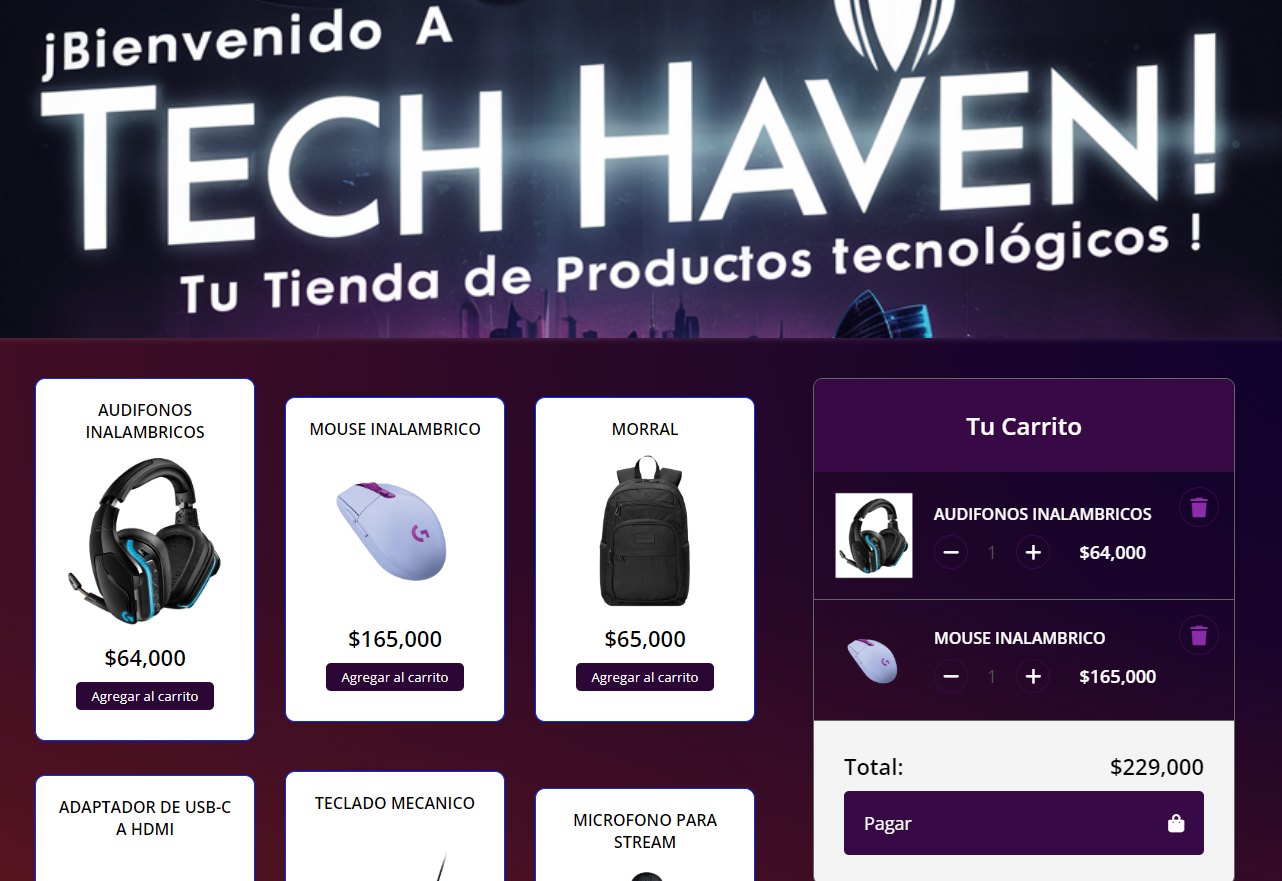 ¡Bienvenido A
TECH HAVEN!
Tu Tienda de Productos tecnológicos !
AUDIFONOS
INALAMBRICOS
$64,000
Agregar al carrito
MOUSE INALAMBRICO
$165,000
Agregar al carrito
MORRAL
$65,000
Agregar al carrito
ADAPTADOR DE USB-C
A HDMI
TECLADO MECANICO
MICROFONO PARA
STREAM
Tu Carrito
AUDIFONOS INALAMBRICOS
− 1 + $64,000
MOUSE INALAMBRICO
− 1 + $165,000
Total: $229,000
Pagar